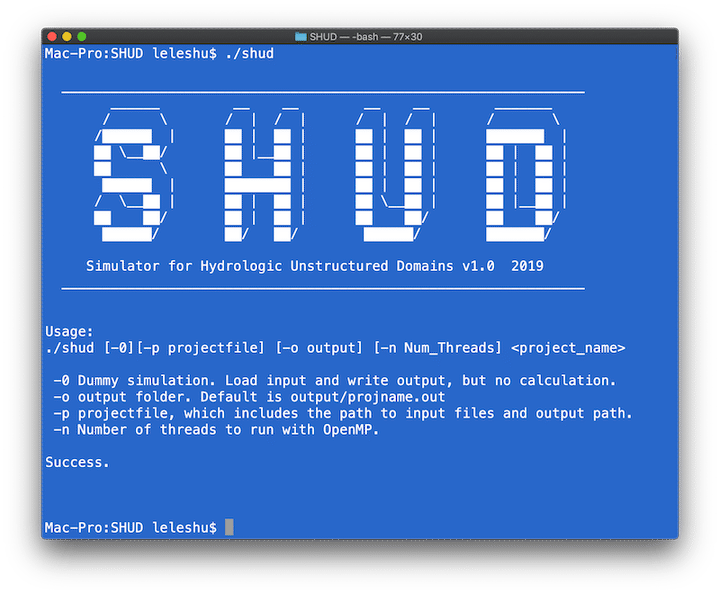 SHUD — -bash — 77×30
Mac-Pro:SHUD leleshu$ ./shud
SHUD
Simulator for Hydrologic Unstructured Domains v1.0  2019
Usage:
./shud [-0][-p projectfile] [-o output] [-n Num_Threads] <project_name>
-0 Dummy simulation. Load input and write output, but no calculation.
-o output folder. Default is output/projname.out
-p projectfile, which includes the path to input files and output path.
-n Number of threads to run with OpenMP.
Success.
Mac-Pro:SHUD leleshu$